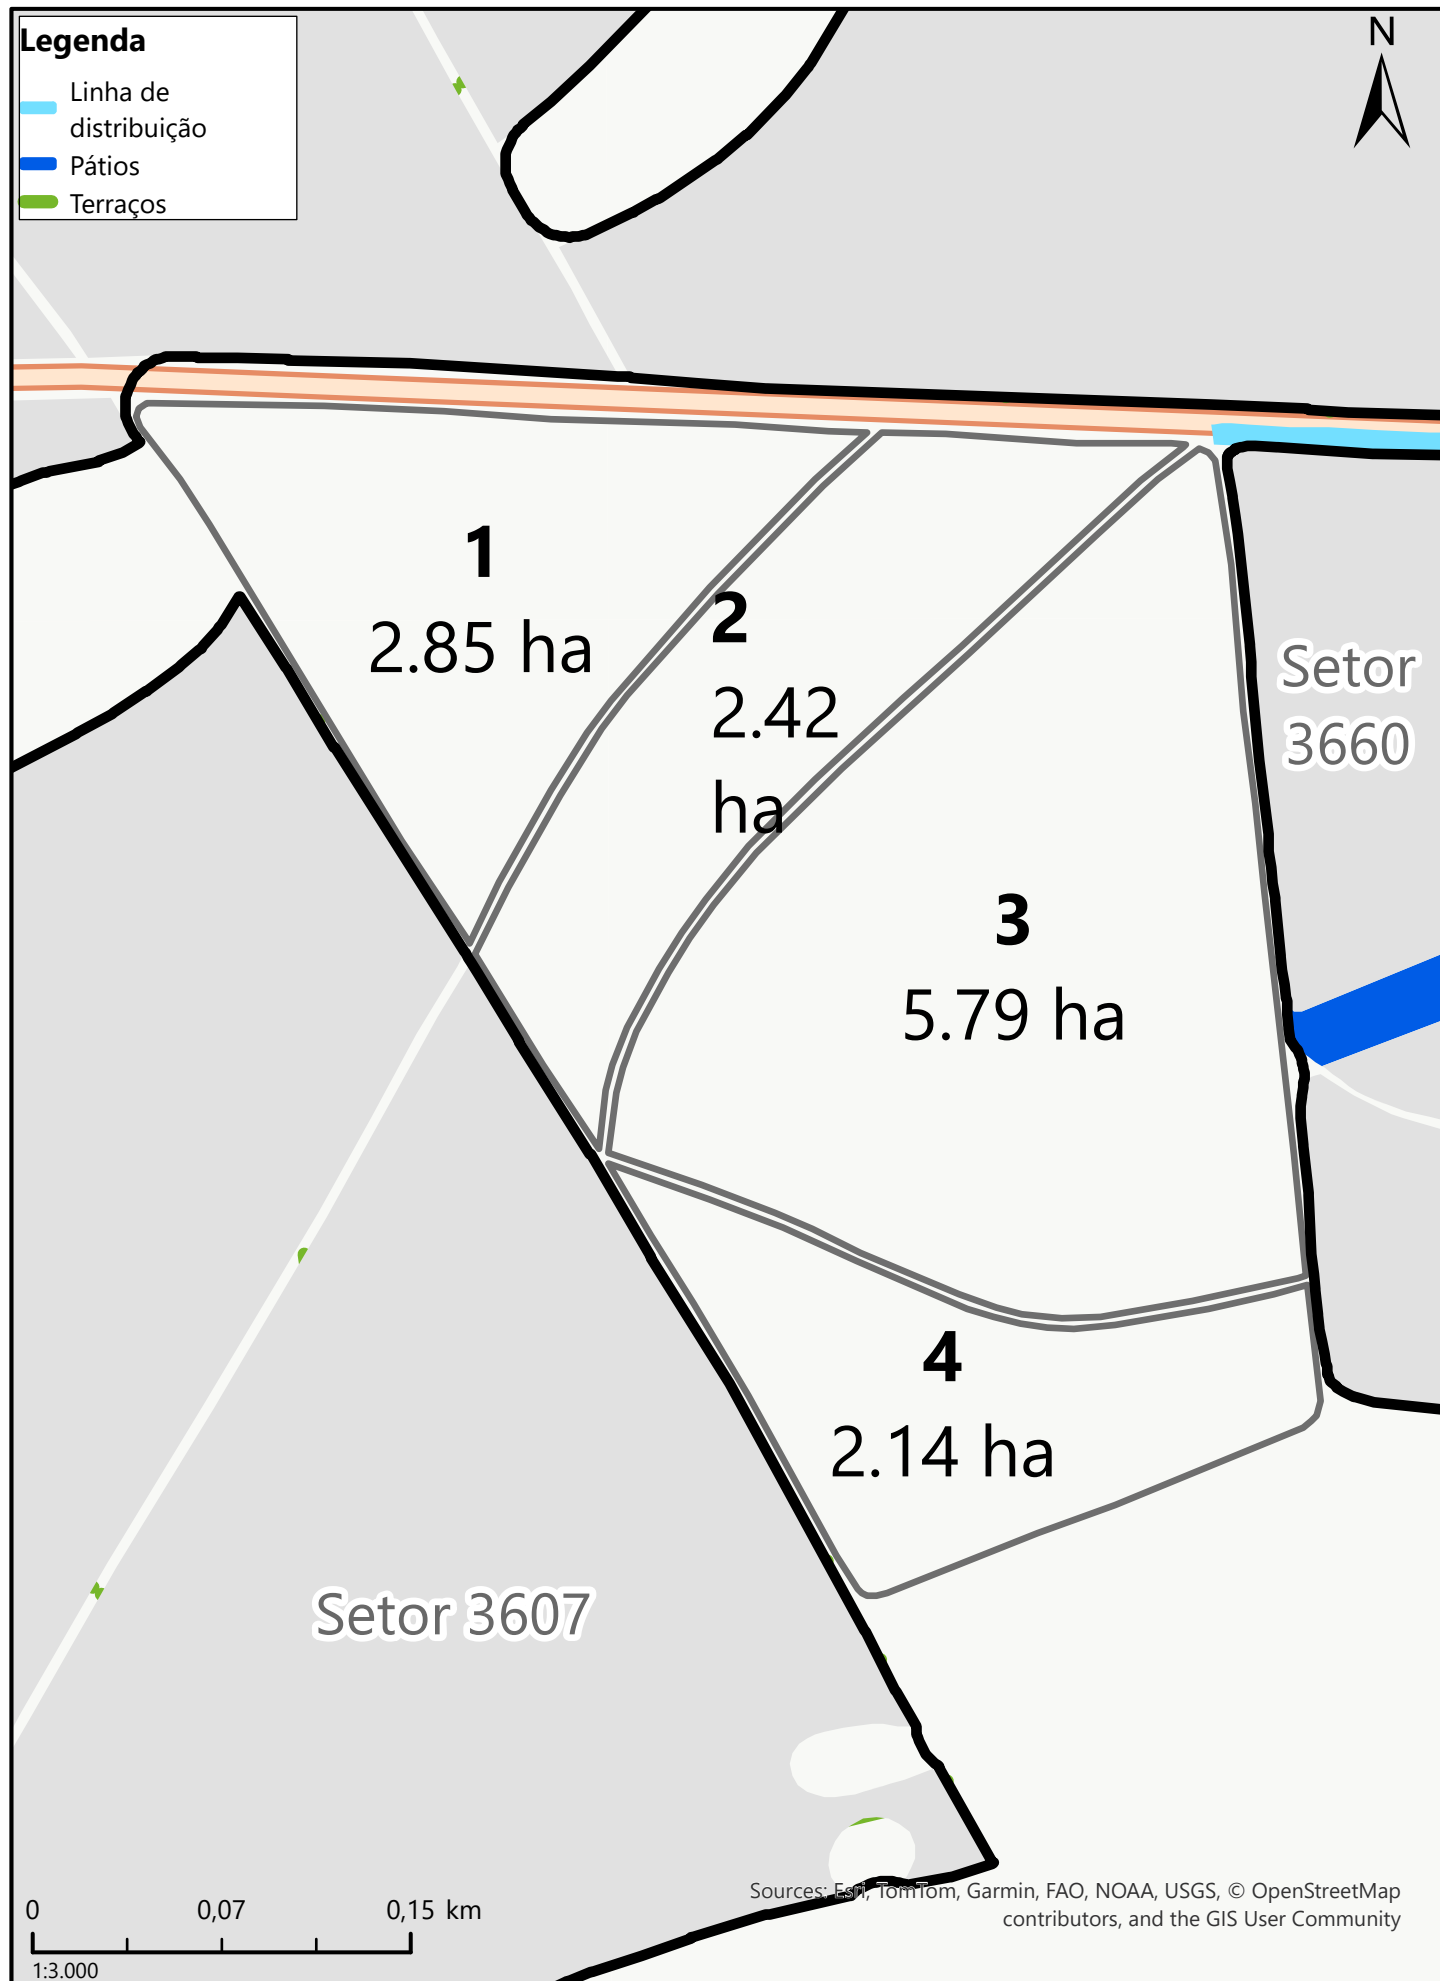 Legenda
Linha de
distribuição
Pátios
Terraços
N
1
2.85 ha
2
2.42
ha
Setor
3660
3
5.79 ha
4
2.14 ha
Setor 3607
0 0,07 0,15 km
1:3.000
Sources: Esri, TomTom, Garmin, FAO, NOAA, USGS, © OpenStreetMap
contributors, and the GIS User Community